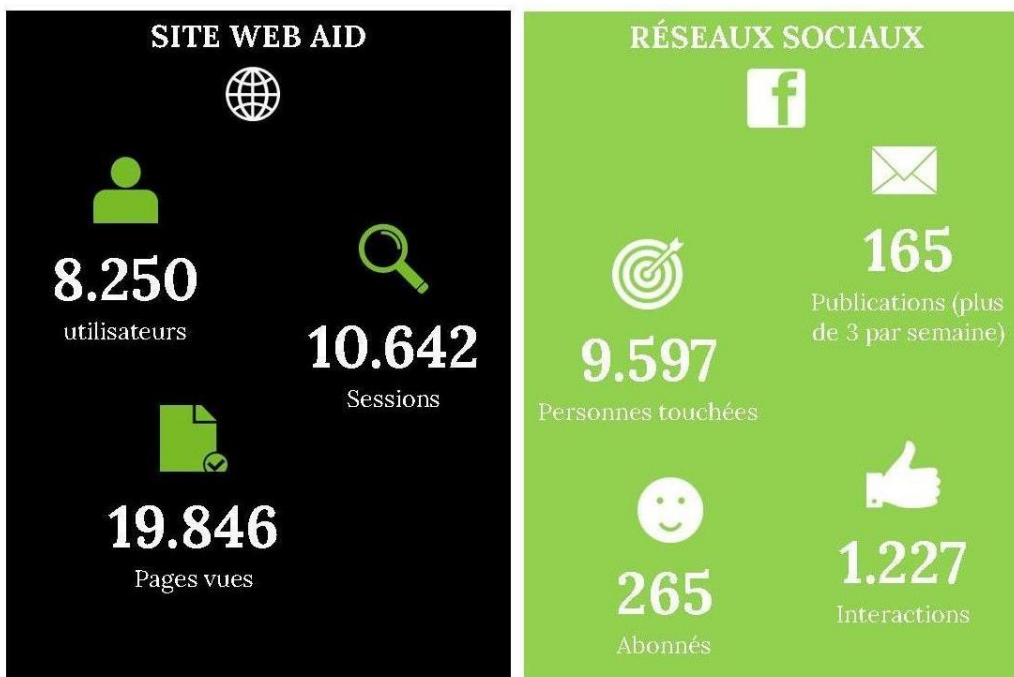 SITE WEB AID
8.250
utilisateurs
10.642
Sessions
19.846
Pages vues
RÉSEAUX SOCIAUX
f
165
Publications (plus
de 3 par semaine)
9.597
Personnes touchées
265
Abonnés
1.227
Interactions